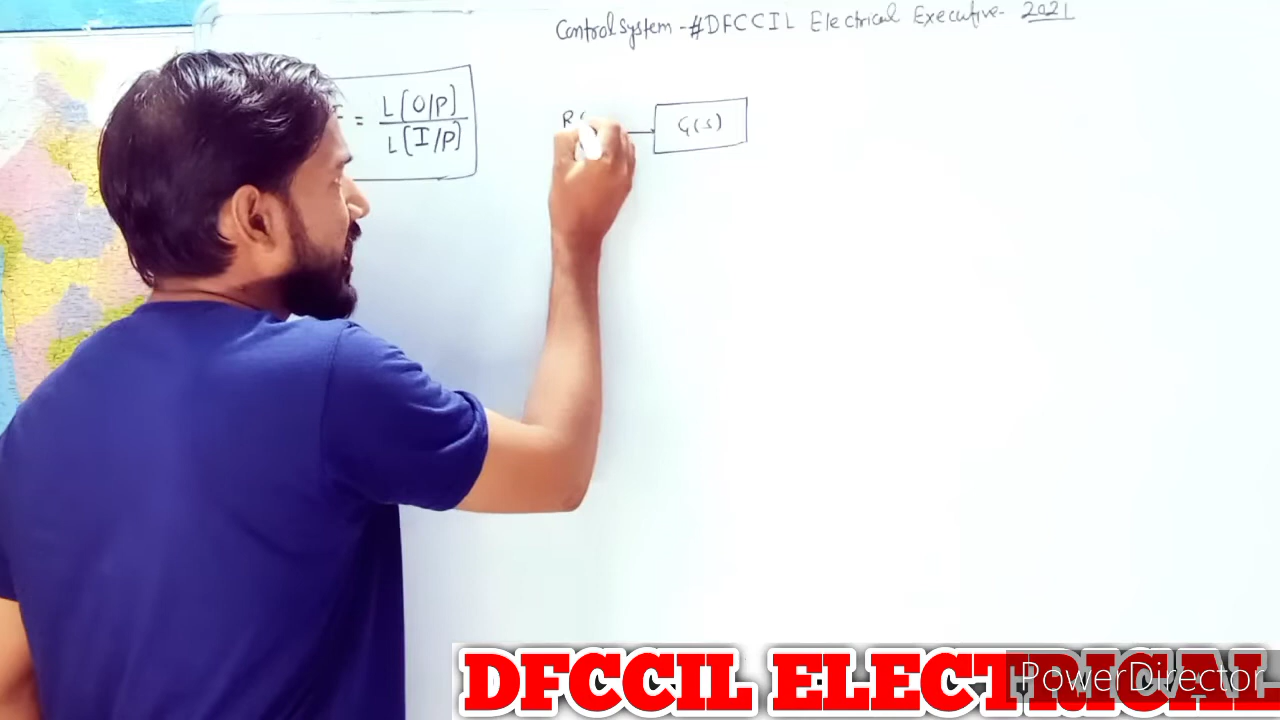 Control system - #DFCCIL Electrical Executive - 2021
= L[O/P]
L[I/P]
R(
G(s)
DFCCIL ELECTRICAL
PowerDirector